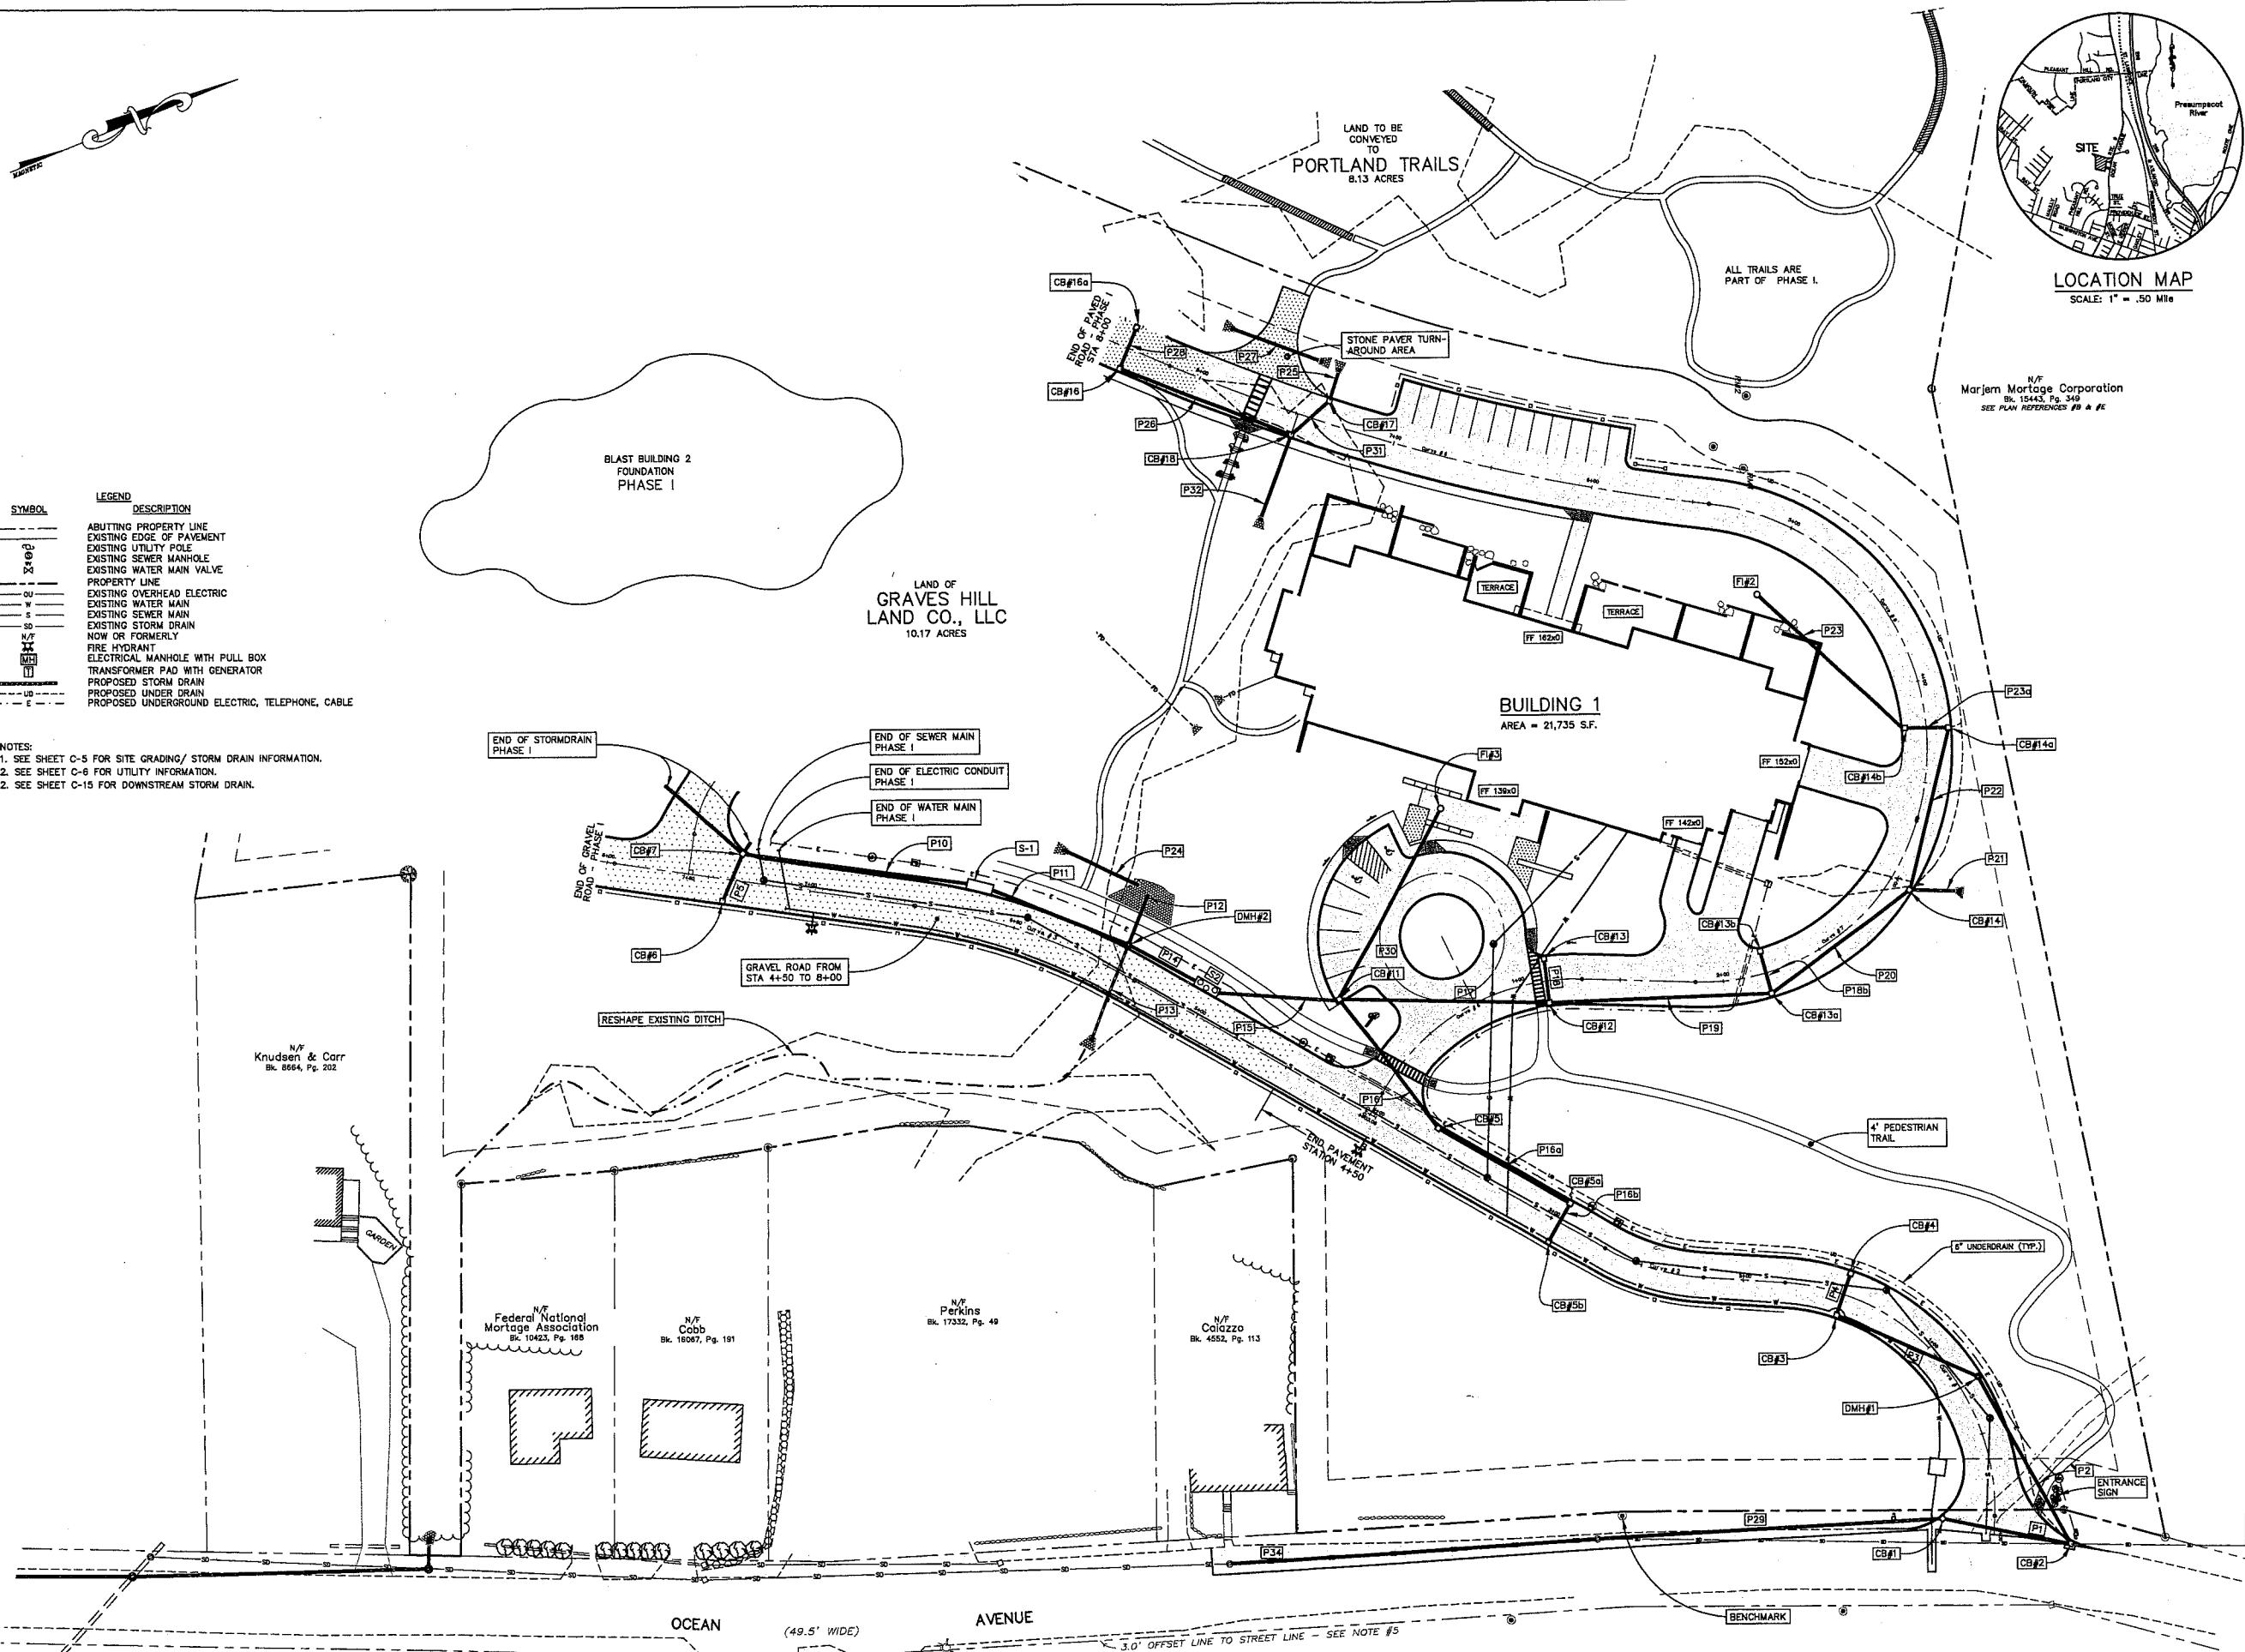 MAGNETIC
LAND TO BE
CONVEYED
TO
PORTLAND TRAILS
8.13 ACRES
ALL TRAILS ARE
PART OF PHASE I.
PLEASANT HILL RD.
Presumpscot
River
SITE
WASHINGTON AVE
LOCATION MAP
SCALE: 1" = .50 Mile
N/F
Marjem Mortage Corporation
Bk. 15443, Pg. 349
SEE PLAN REFERENCES #B & #E
CB#16a
END OF PAVED
ROAD - PHASE I
STA 8+00
P28
P27
STONE PAVER TURN-
AROUND AREA
P25
CB#16
P26
CB#17
CB#18
P31
P32
BLAST BUILDING 2
FOUNDATION
PHASE I
LEGEND
SYMBOL
DESCRIPTION
ABUTTING PROPERTY LINE
EXISTING EDGE OF PAVEMENT
EXISTING UTILITY POLE
EXISTING SEWER MANHOLE
EXISTING WATER MAIN VALVE
PROPERTY LINE
OU
EXISTING OVERHEAD ELECTRIC
W
EXISTING WATER MAIN
S
EXISTING SEWER MAIN
SD
EXISTING STORM DRAIN
N/F
NOW OR FORMERLY
FIRE HYDRANT
MH
ELECTRICAL MANHOLE WITH PULL BOX
T
TRANSFORMER PAD WITH GENERATOR
PROPOSED STORM DRAIN
UD
PROPOSED UNDER DRAIN
E
PROPOSED UNDERGROUND ELECTRIC, TELEPHONE, CABLE
NOTES:
1. SEE SHEET C-5 FOR SITE GRADING/ STORM DRAIN INFORMATION.
2. SEE SHEET C-6 FOR UTILITY INFORMATION.
2. SEE SHEET C-15 FOR DOWNSTREAM STORM DRAIN.
LAND OF
GRAVES HILL
LAND CO., LLC
10.17 ACRES
TERRACE
TERRACE
FF 162x0
FI#2
P23
BUILDING 1
AREA = 21,735 S.F.
P23a
CB#14a
FF 152x0
CB#14b
P22
FI#3
FF 139x0
FF 142x0
P21
CB#14
CB#13b
CB#13
P20
P18
P18b
CB#13a
P19
CB#12
P17
P30
CB#11
P15
END OF STORMDRAIN
PHASE I
END OF SEWER MAIN
PHASE I
END OF ELECTRIC CONDUIT
PHASE I
END OF WATER MAIN
PHASE I
END OF GRAVEL
ROAD - PHASE I
CB#7
P5
P10
S-1
P11
P24
P12
DMH#2
CB#6
P14
S2
P13
GRAVEL ROAD FROM
STA 4+50 TO 8+00
RESHAPE EXISTING DITCH
N/F
Knudsen & Carr
Bk. 8664, Pg. 202
P16
CB#5
END PAVEMENT
STATION 4+50
P16a
CB#5a
P16b
CB#5b
4' PEDESTRIAN
TRAIL
CB#4
6" UNDERDRAIN (TYP.)
P4
CB#3
P3
DMH#1
GARDEN
N/F
Federal National
Mortage Association
Bk. 10423, Pg. 168
N/F
Cobb
Bk. 16067, Pg. 191
N/F
Perkins
Bk. 17332, Pg. 49
N/F
Caiazzo
Bk. 4552, Pg. 113
P2
ENTRANCE
SIGN
P29
P1
P34
CB#1
CB#2
BENCHMARK
OCEAN
AVENUE
(49.5' WIDE)
3.0' OFFSET LINE TO STREET LINE - SEE NOTE #5